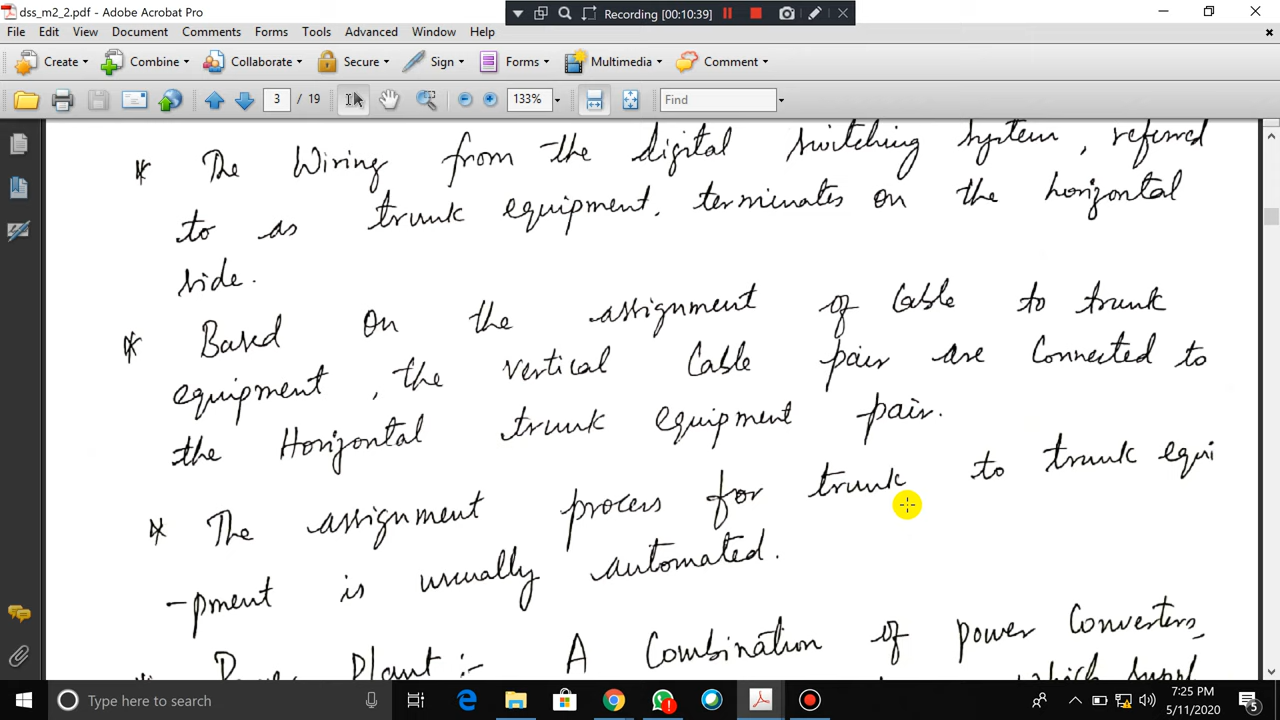 dss_m2_2.pdf - Adobe Acrobat Pro
Recording [00:10:39]
File Edit View Document Comments Forms Tools Advanced Window Help
Create Combine Collaborate Secure Sign Forms Multimedia Comment
3 / 19 133% Find
* The Wiring from the digital switching system, referred
to as trunk equipment. terminates on the horizontal
side.
* Based On the assignment of Cable to trunk
equipment, the vertical Cable pair are Connected to
the Horizontal trunk equipment pair.
* The assignment process for trunk to trunk equi
-pment is usually automated.
Plant :- A Combination of power Converters,
which
Type here to search
7:25 PM
5/11/2020
5